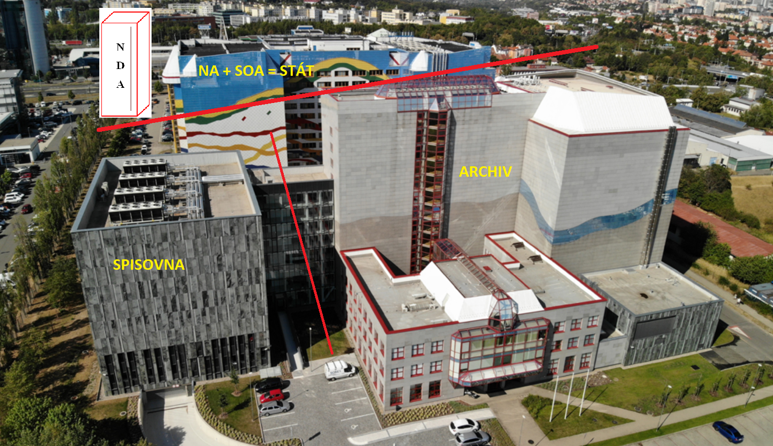 N
D
A
NA + SOA = STÁT
ARCHIV
SPISOVNA